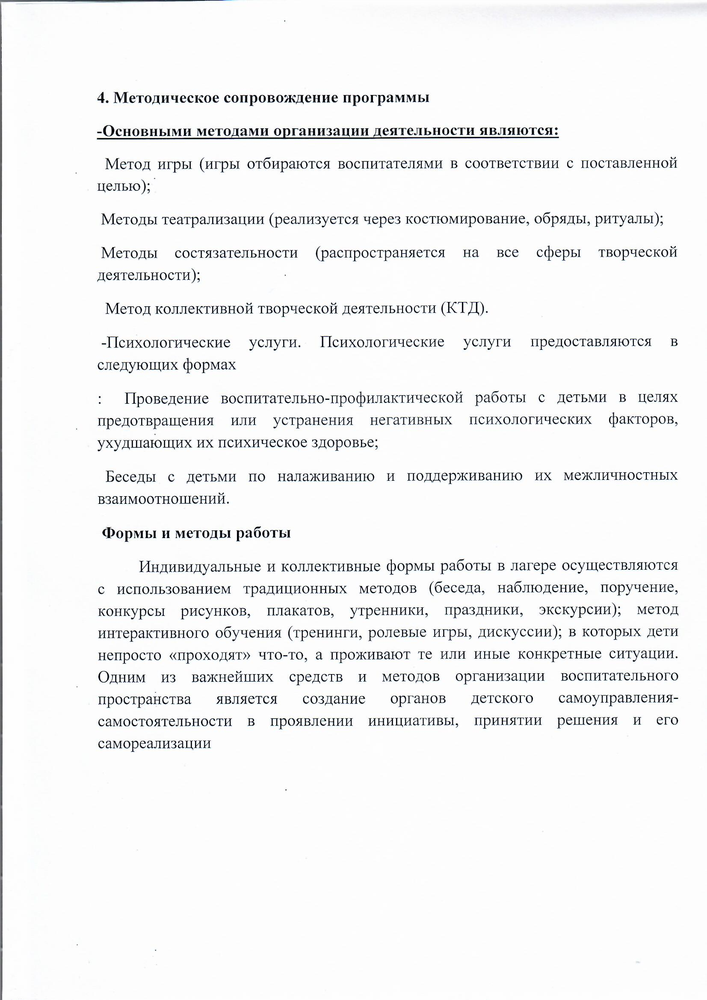 4. Методическое сопровождение программы
-Основными методами организации деятельности являются:
Метод игры (игры отбираются воспитателями в соответствии с поставленной
целью);
Методы театрализации (реализуется через костюмирование, обряды, ритуалы);
Методы состязательности (распространяется на все сферы творческой
деятельности);
Метод коллективной творческой деятельности (КТД).
-Психологические услуги. Психологические услуги предоставляются в
следующих формах
: Проведение воспитательно-профилактической работы с детьми в целях
предотвращения или устранения негативных психологических факторов,
ухудшающих их психическое здоровье;
Беседы с детьми по налаживанию и поддерживанию их межличностных
взаимоотношений.
Формы и методы работы
Индивидуальные и коллективные формы работы в лагере осуществляются
с использованием традиционных методов (беседа, наблюдение, поручение,
конкурсы рисунков, плакатов, утренники, праздники, экскурсии); метод
интерактивного обучения (тренинги, ролевые игры, дискуссии); в которых дети
непросто «проходят» что-то, а проживают те или иные конкретные ситуации.
Одним из важнейших средств и методов организации воспитательного
пространства является создание органов детского самоуправления-
самостоятельности в проявлении инициативы, принятии решения и его
самореализации